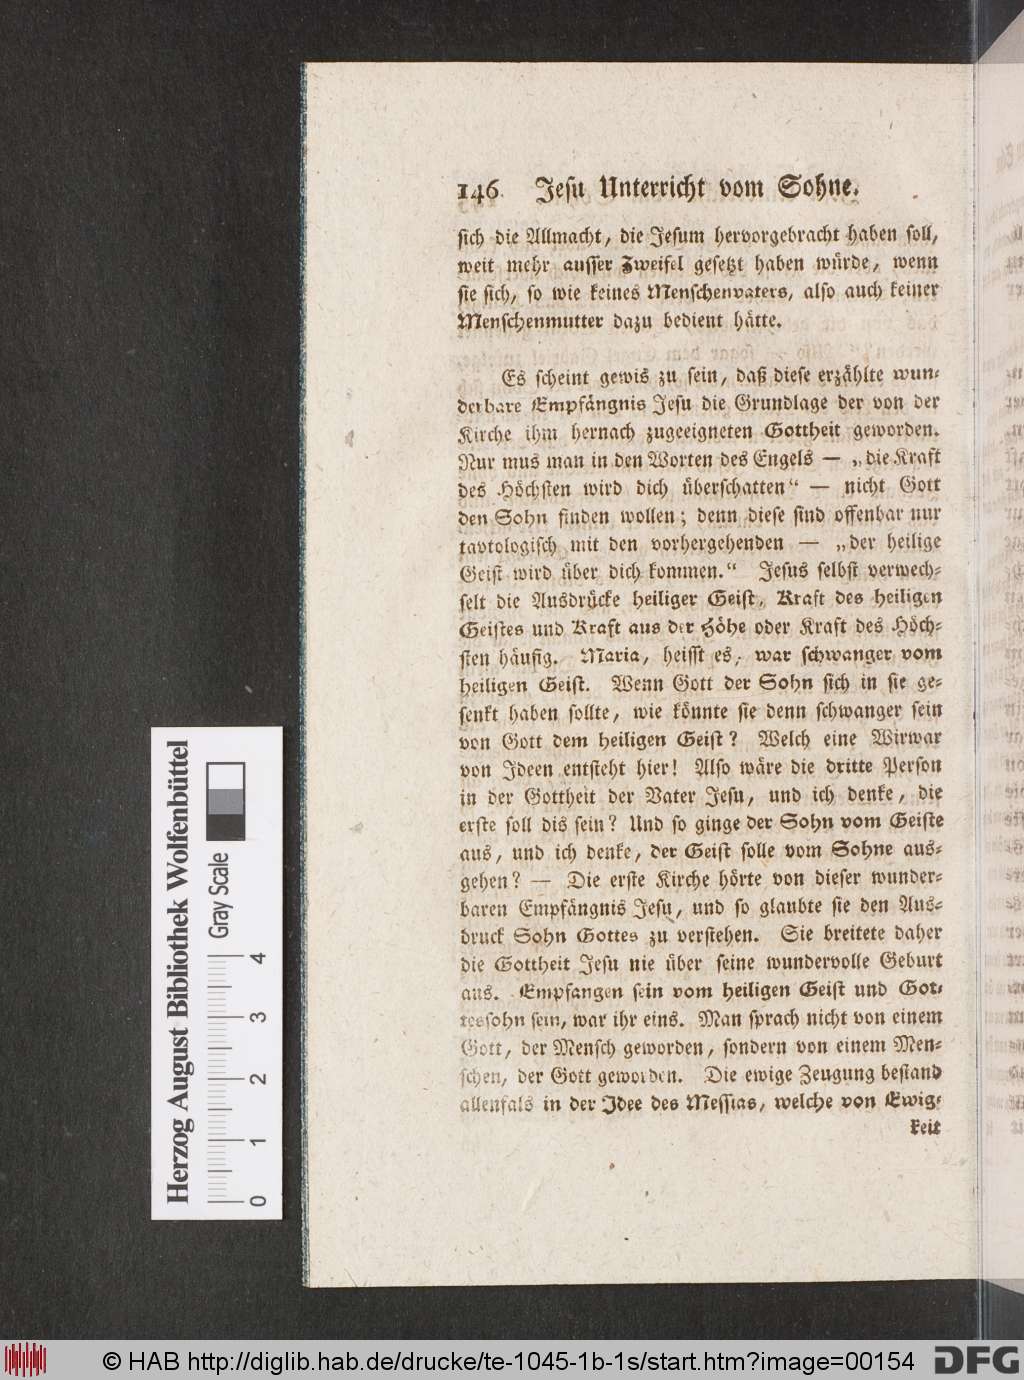 146 Jesu Unterricht vom Sohne.
sich die Allmacht, die Jesum hervorgebracht haben soll,
weit mehr ausser Zweifel gesetzt haben würde, wenn
sie sich, so wie keines Menschenvaters, also auch keiner
Menschenmutter dazu bedient hätte.
Es scheint gewis zu sein, daß diese erzählte wun-
derbare Empfängnis Jesu die Grundlage der von der
Kirche ihm hernach zugeeigneten Gottheit geworden.
Nur mus man in den Worten des Engels — „die Kraft
des Höchsten wird dich überschatten“ — nicht Gott
den Sohn finden wollen; denn diese sind offenbar nur
tavtologisch mit den vorhergehenden — „der heilige
Geist wird über dich kommen.“ Jesus selbst verwech-
selt die Ausdrücke heiliger Geist, Kraft des heiligen
Geistes und Kraft aus der Höhe oder Kraft des Höch-
sten häufig. Maria, heisst es, war schwanger vom
heiligen Geist. Wenn Gott der Sohn sich in sie ge-
senkt haben sollte, wie könnte sie denn schwanger sein
von Gott dem heiligen Geist? Welch eine Wirwar
von Ideen entsteht hier! Also wäre die dritte Person
in der Gottheit der Vater Jesu, und ich denke, die
erste soll dis sein? Und so ginge der Sohn vom Geiste
aus, und ich denke, der Geist solle vom Sohne aus-
gehen? — Die erste Kirche hörte von dieser wunder-
baren Empfängnis Jesu, und so glaubte sie den Aus-
druck Sohn Gottes zu verstehen. Sie breitete daher
die Gottheit Jesu nie über seine wundervolle Geburt
aus. Empfangen sein vom heiligen Geist und Got-
tessohn sein, war ihr eins. Man sprach nicht von einem
Gott, der Mensch geworden, sondern von einem Men-
schen, der Gott geworden. Die ewige Zeugung bestand
allenfals in der Idee des Messias, welche von Ewig-
keit
Herzog August Bibliothek Wolfenbüttel
Gray Scale
0 1 2 3 4
© HAB http://diglib.hab.de/drucke/te-1045-1b-1s/start.htm?image=00154
DFG